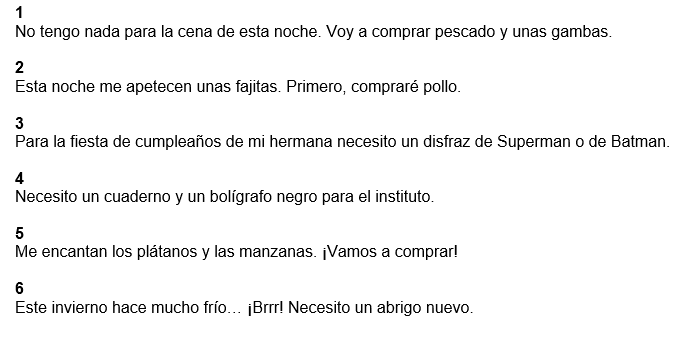 1
No tengo nada para la cena de esta noche. Voy a comprar pescado y unas gambas.
2
Esta noche me apetecen unas fajitas. Primero, compraré pollo.
3
Para la fiesta de cumpleaños de mi hermana necesito un disfraz de Superman o de Batman.
4
Necesito un cuaderno y un bolígrafo negro para el instituto.
5
Me encantan los plátanos y las manzanas. ¡Vamos a comprar!
6
Este invierno hace mucho frío… ¡Brrr! Necesito un abrigo nuevo.